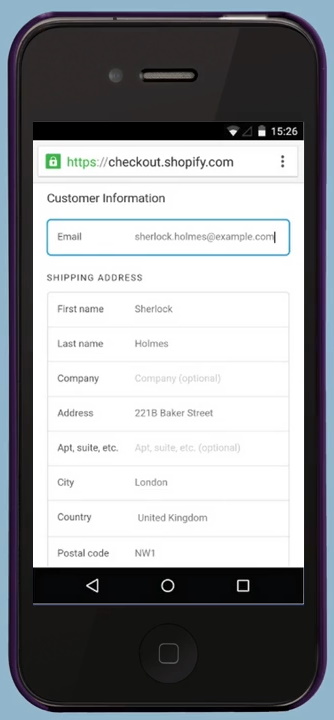 15:26
https://checkout.shopify.com
Customer Information
Email sherlock.holmes@example.com
SHIPPING ADDRESS
First name Sherlock
Last name Holmes
Company Company (optional)
Address 221B Baker Street
Apt, suite, etc. Apt, suite, etc. (optional)
City London
Country United Kingdom
Postal code NW1